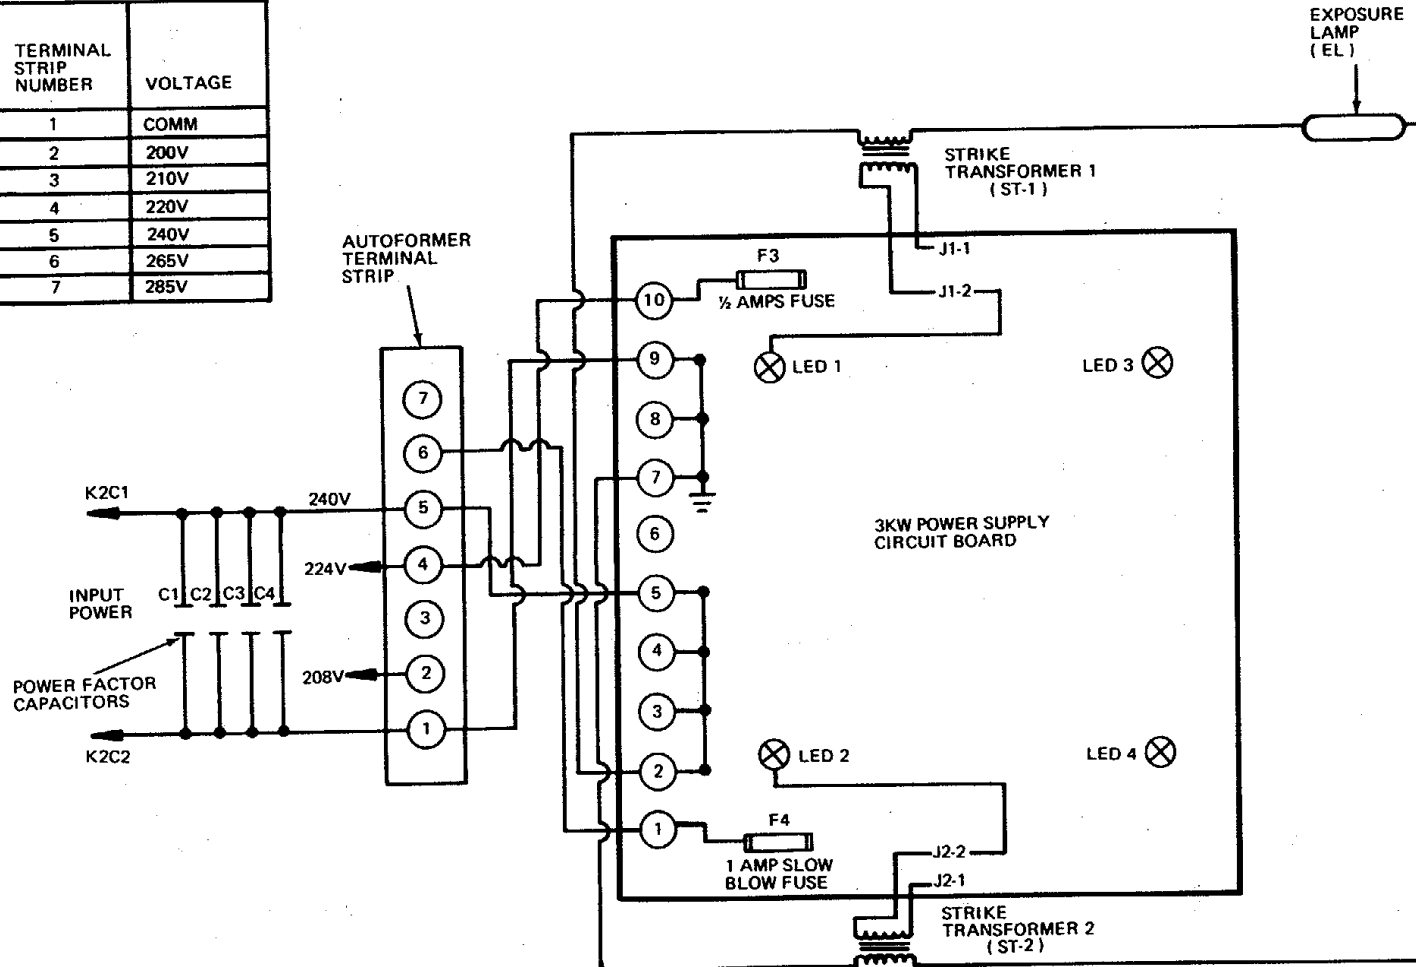 TERMINAL
STRIP
NUMBER
VOLTAGE
1 COMM
2 200V
3 210V
4 220V
5 240V
6 265V
7 285V
EXPOSURE
LAMP
( EL )
STRIKE
TRANSFORMER 1
( ST-1 )
AUTOFORMER
TERMINAL
STRIP
7
6
5
4
3
2
1
K2C1
240V
224V
INPUT
POWER
C1 C2 C3 C4
208V
POWER FACTOR
CAPACITORS
K2C2
10
9
8
7
6
5
4
3
2
1
F3
½ AMPS FUSE
J1-1
J1-2
LED 1
LED 3
3KW POWER SUPPLY
CIRCUIT BOARD
LED 2
LED 4
F4
1 AMP SLOW
BLOW FUSE
J2-2
J2-1
STRIKE
TRANSFORMER 2
( ST-2 )